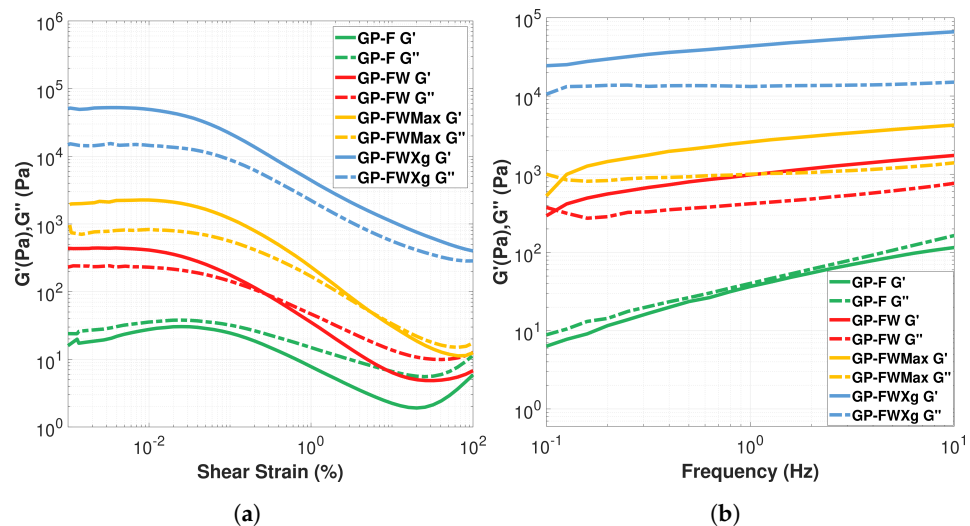 10^6
10^5
10^4
10^3
10^2
10^1
10^0
G'(Pa),G'' (Pa)
GP-F G'
GP-F G''
GP-FW G'
GP-FW G''
GP-FWMax G'
GP-FWMax G''
GP-FWXg G'
GP-FWXg G''
10^-2
10^0
10^2
Shear Strain (%)
(a)
10^5
10^4
10^3
10^2
10^1
10^0
G'(Pa),G'' (Pa)
GP-F G'
GP-F G''
GP-FW G'
GP-FW G''
GP-FWMax G'
GP-FWMax G''
GP-FWXg G'
GP-FWXg G''
10^-1
10^0
10^1
Frequency (Hz)
(b)